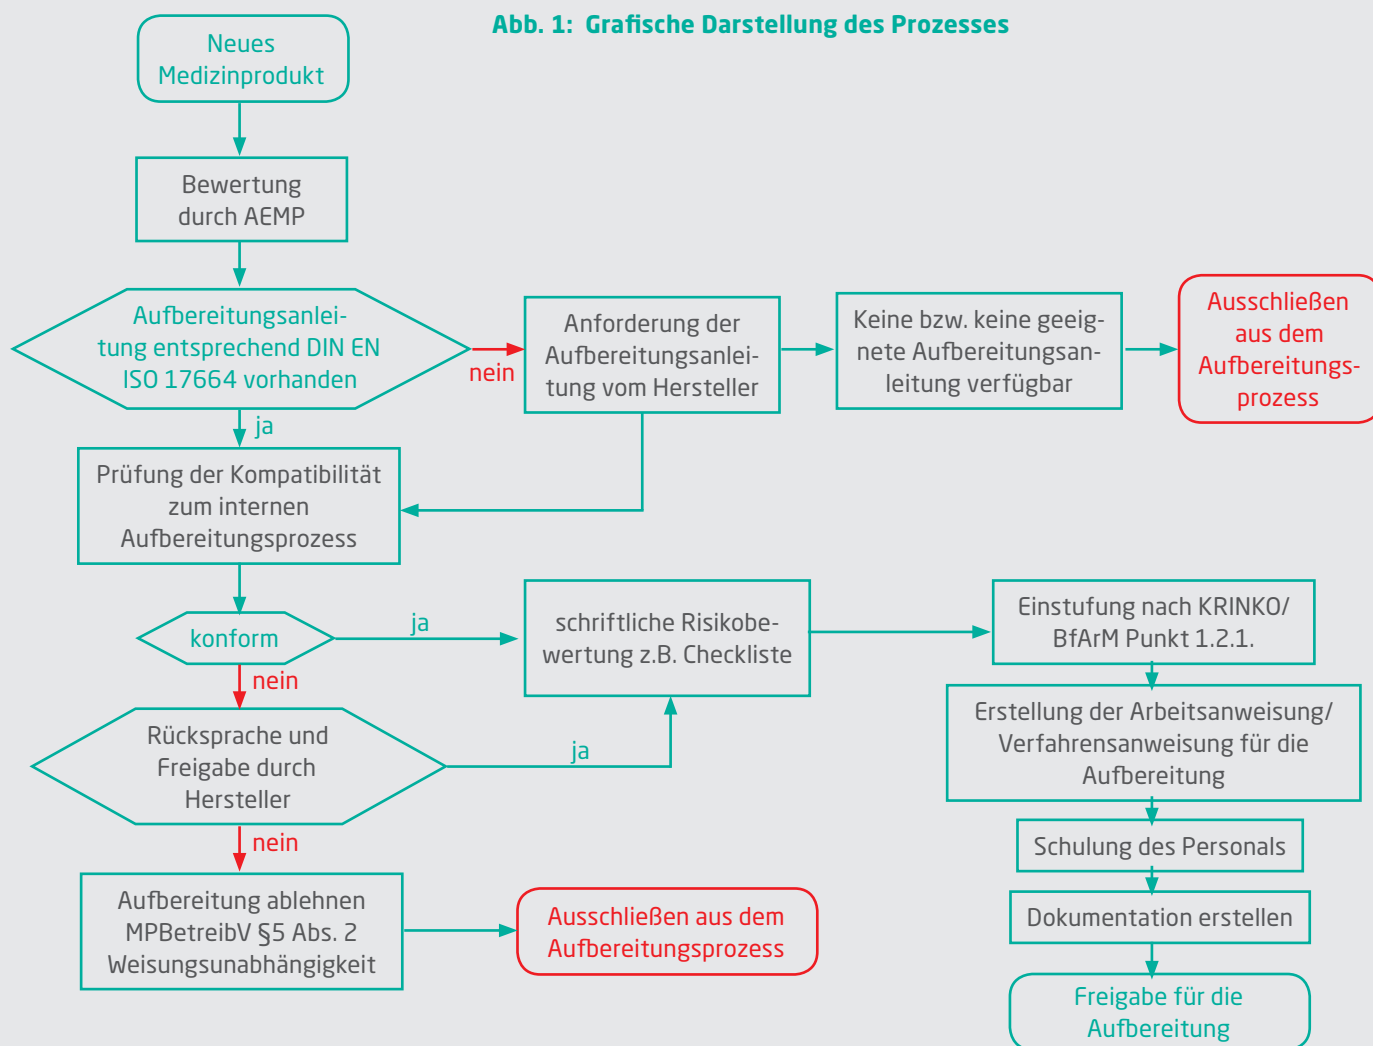 Abb. 1: Grafische Darstellung des Prozesses
Neues
Medizinprodukt
Bewertung
durch AEMP
Aufbereitungsanlei-
tung entsprechend DIN EN
ISO 17664 vorhanden
nein
Anforderung der
Aufbereitungsanlei-
tung vom Hersteller
Keine bzw. keine geeig-
nete Aufbereitungsan-
leitung verfügbar
Ausschließen
aus dem
Aufbereitungs-
prozess
ja
Prüfung der Kompatibilität
zum internen
Aufbereitungsprozess
konform
ja
schriftliche Risikobe-
wertung z.B. Checkliste
Einstufung nach KRINKO/
BfArM Punkt 1.2.1.
nein
Rücksprache und
Freigabe durch
Hersteller
ja
Erstellung der Arbeitsanweisung/
Verfahrensanweisung für die
Aufbereitung
nein
Schulung des Personals
Aufbereitung ablehnen
MPBetreibV §5 Abs. 2
Weisungsunabhängigkeit
Ausschließen aus dem
Aufbereitungsprozess
Dokumentation erstellen
Freigabe für die
Aufbereitung